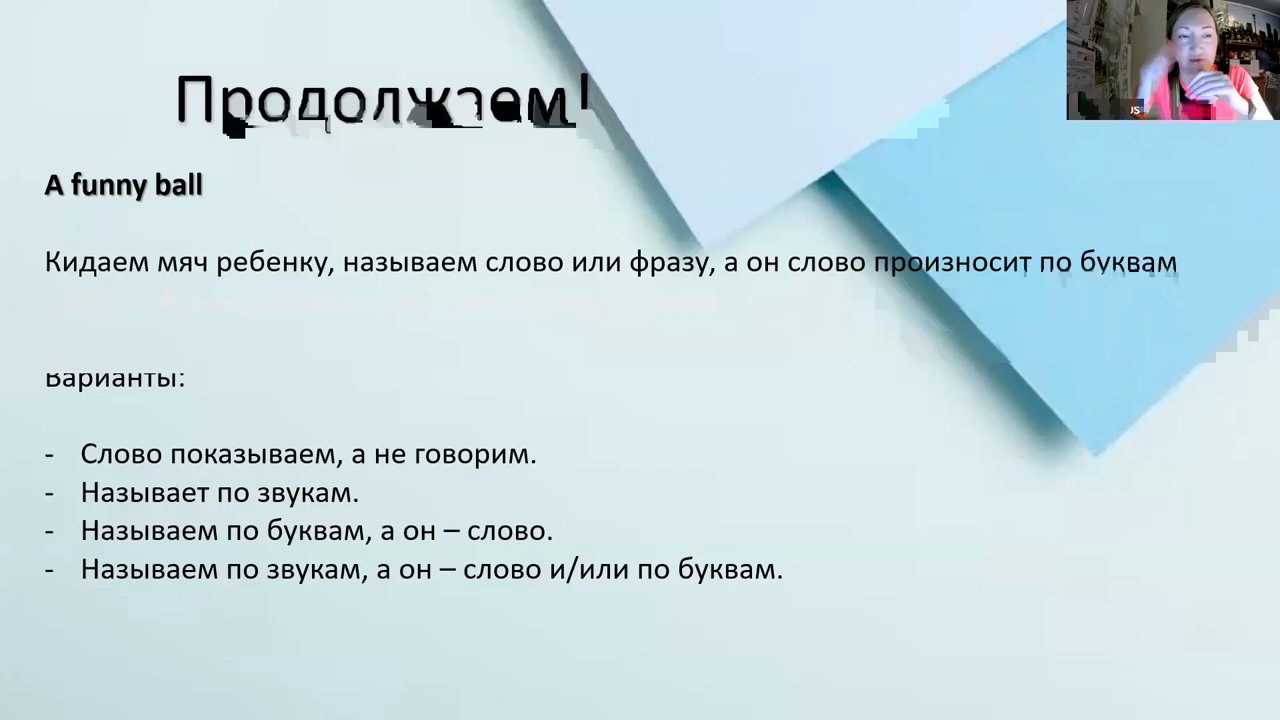 Продолжаем!
A funny ball
Кидаем мяч ребенку, называем слово или фразу, а он слово произносит по буквам
Варианты:
- Слово показываем, а не говорим.
- Называет по звукам.
- Называем по буквам, а он – слово.
- Называем по звукам, а он – слово и/или по буквам.